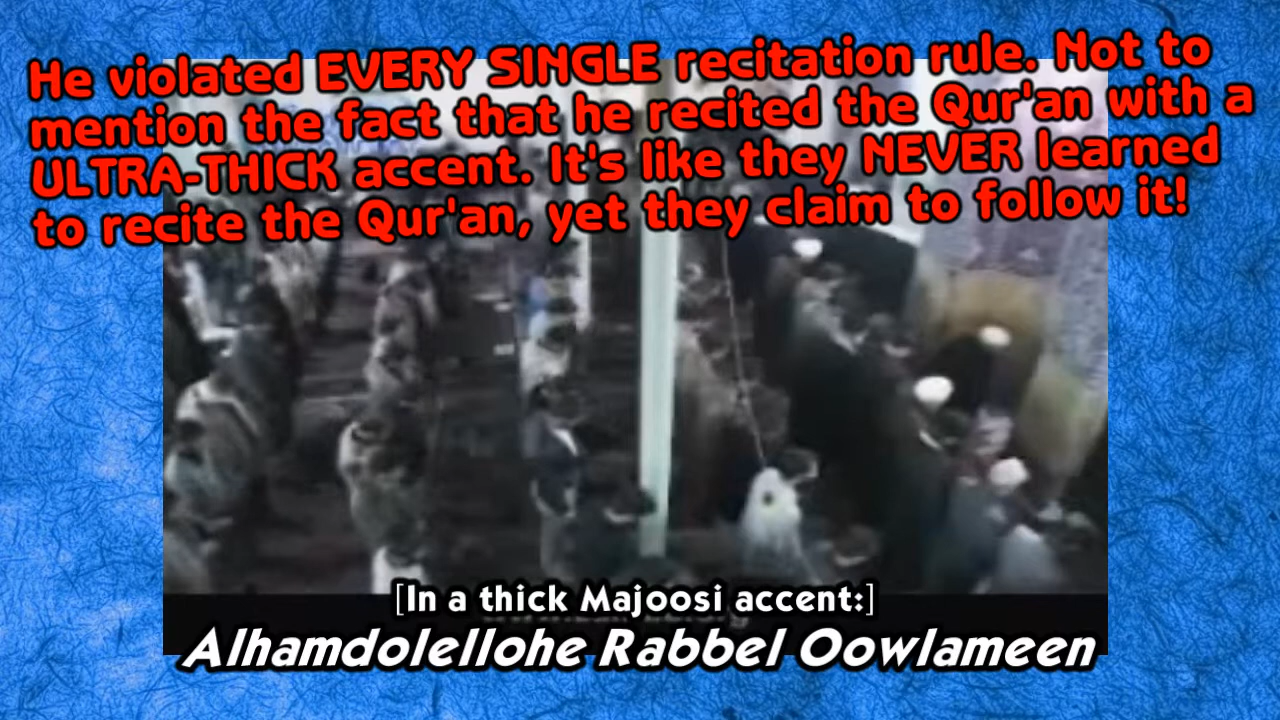 He violated EVERY SINGLE recitation rule. Not to
mention the fact that he recited the Qur'an with a
ULTRA-THICK accent. It's like they NEVER learned
to recite the Qur'an, yet they claim to follow it!
[In a thick Majoosi accent:]
Alhamdolellohe Rabbel Oowlameen